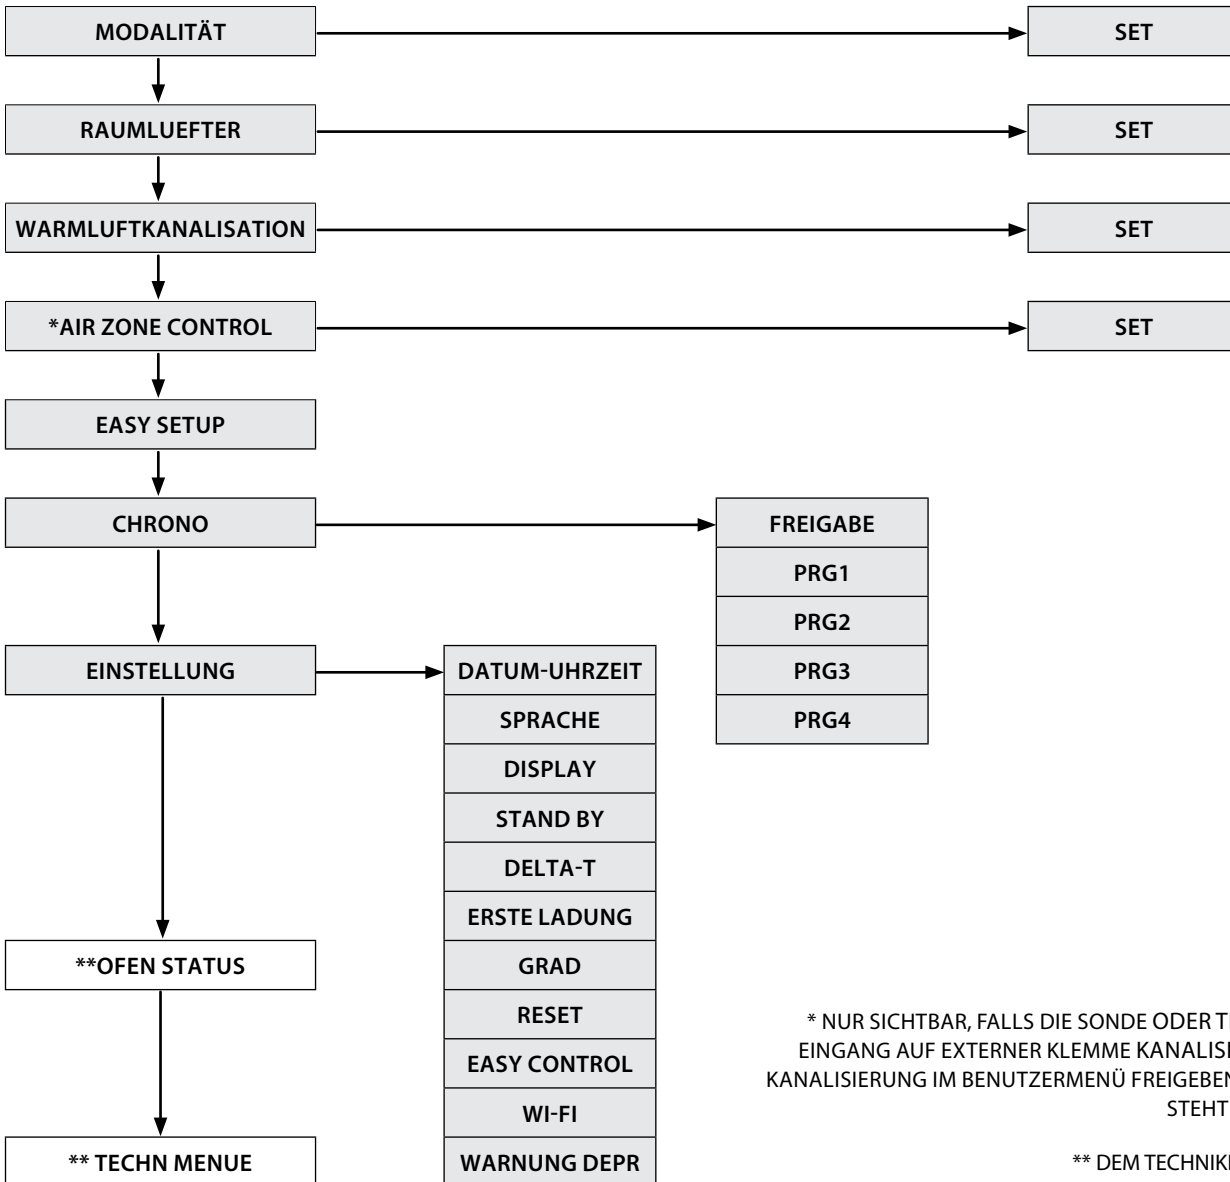 MODALITÄT
SET
RAUMLUEFTER
SET
WARMLUFTKANALISATION
SET
*AIR ZONE CONTROL
SET
EASY SETUP
CHRONO
FREIGABE
PRG1
PRG2
PRG3
PRG4
EINSTELLUNG
DATUM-UHRZEIT
SPRACHE
DISPLAY
STAND BY
DELTA-T
ERSTE LADUNG
GRAD
RESET
EASY CONTROL
WI-FI
WARNUNG DEPR
**OFEN STATUS
** TECHN MENUE
* NUR SICHTBAR, FALLS DIE SONDE ODER
EINGANG AUF EXTERNER KLEMME
KANALISIERUNG IM BENUTZERMENÜ
STEHT
** DEM